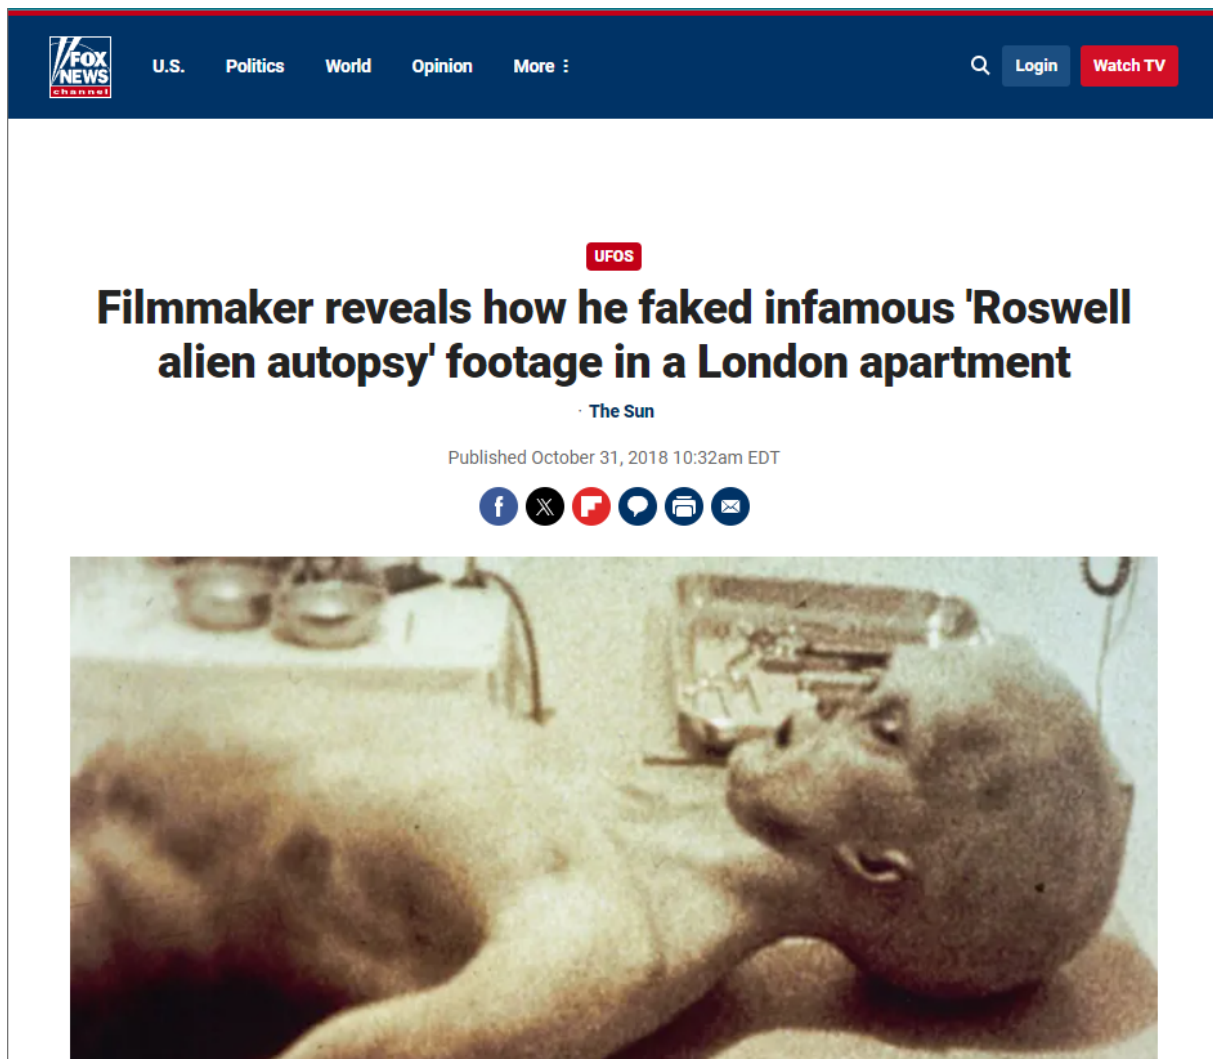 FOX
NEWS
channel
U.S. Politics World Opinion More Login Watch TV
UFOS
Filmmaker reveals how he faked infamous 'Roswell
alien autopsy' footage in a London apartment
· The Sun
Published October 31, 2018 10:32am EDT